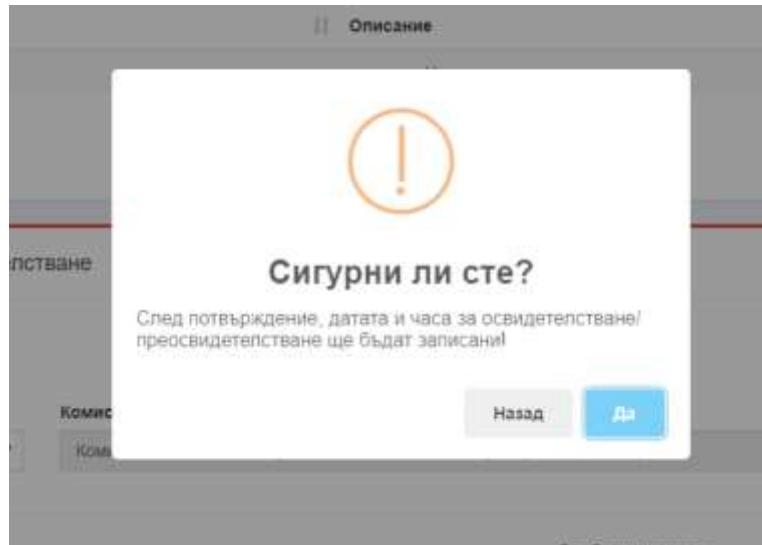 Описание
Сигурни ли сте?
След потвърждение, датата и часа за освидетелстване/
преосвидетелстване ще бъдат записани!
Назад
Да